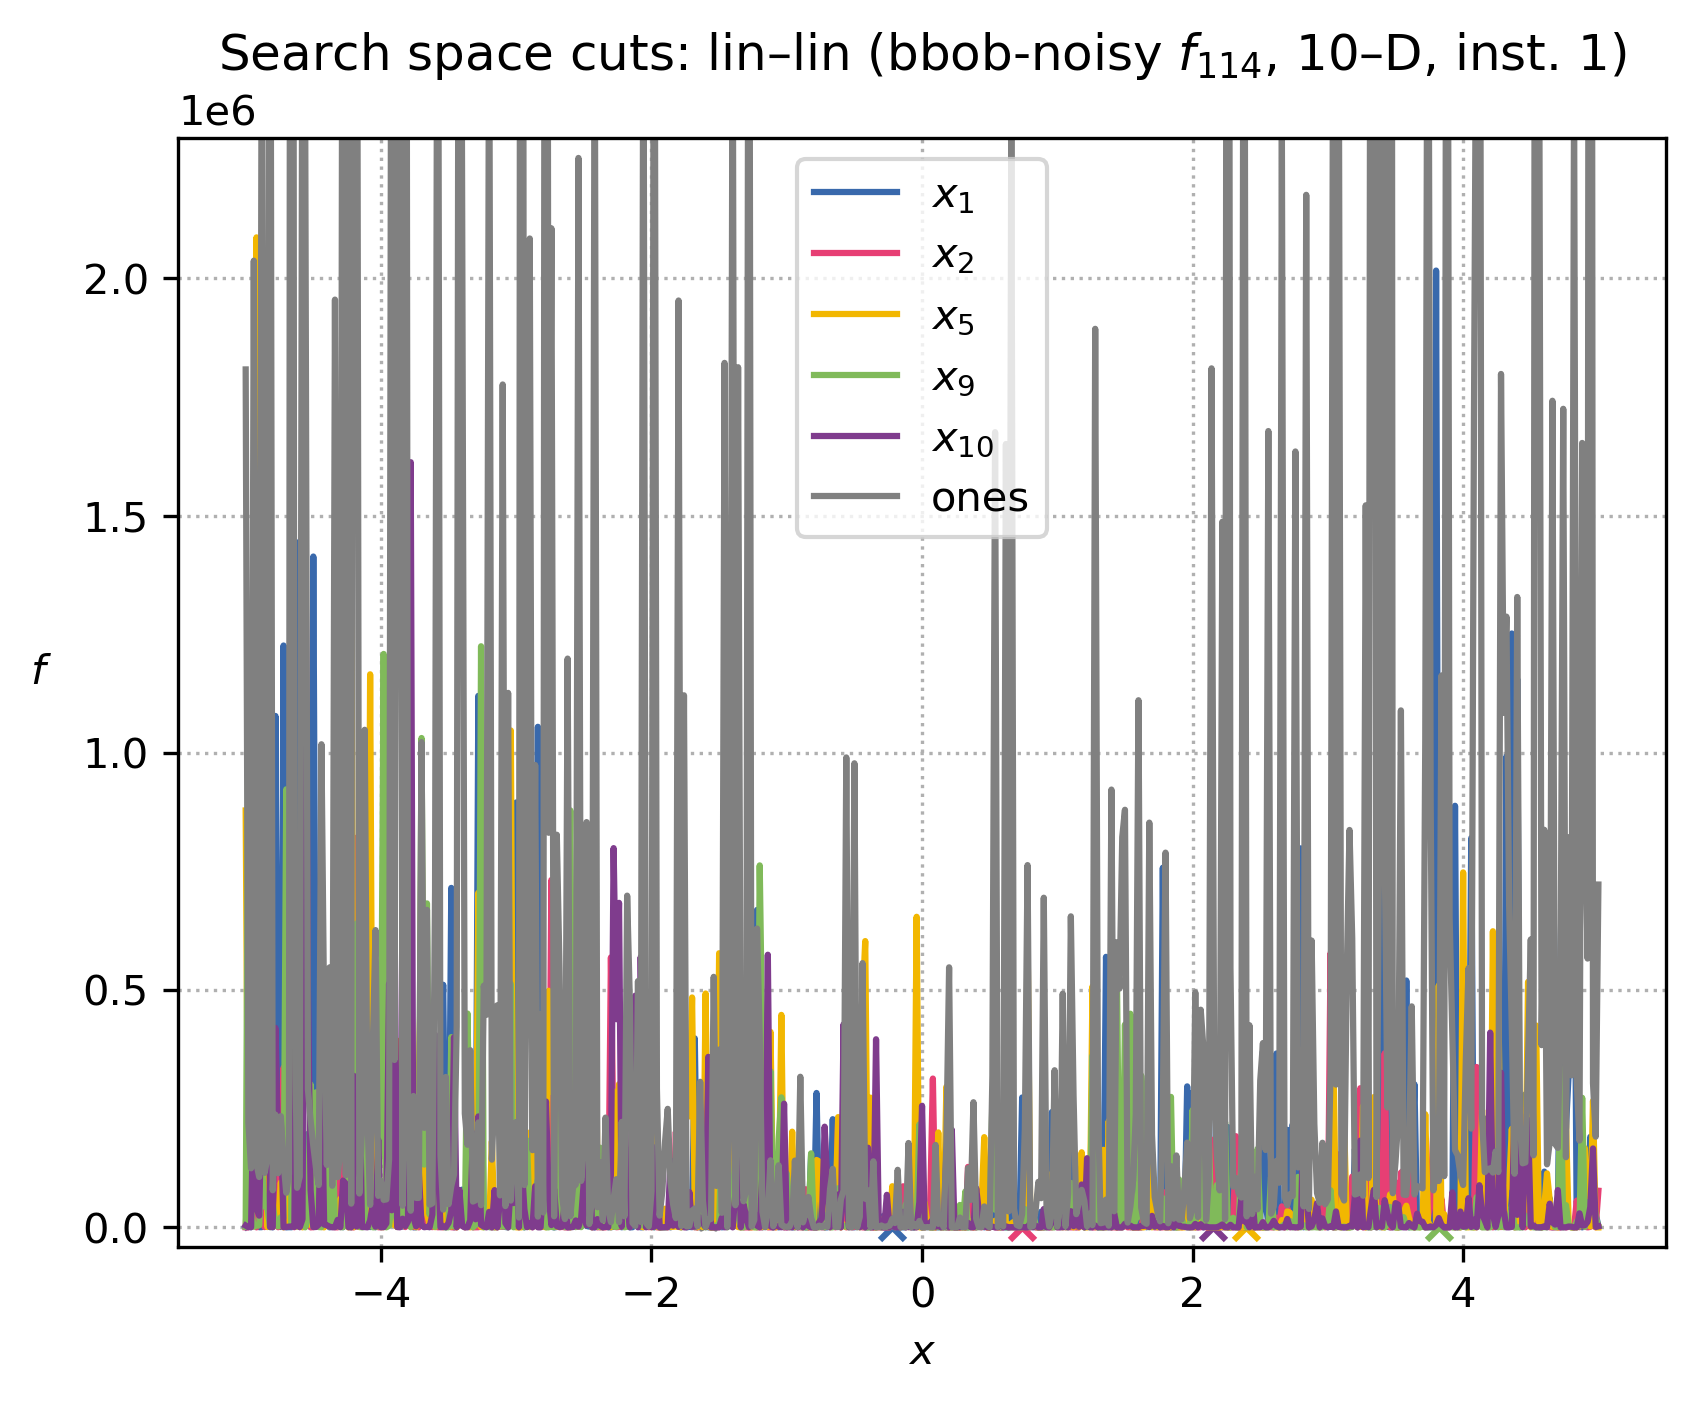 Search space cuts: lin–lin (bbob-noisy f₁₁₄, 10–D, inst. 1)
1e6
x₁
x₂
x₅
x₉
x₁₀
ones
2.0
1.5
1.0
0.5
0.0
f
−4
−2
0
2
4
x